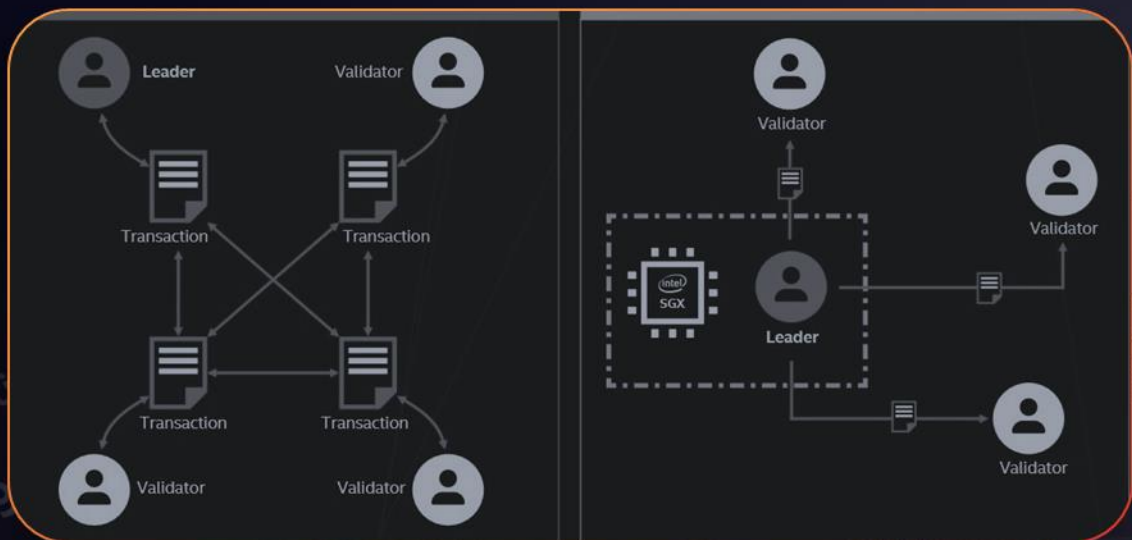 Leader
Validator
Transaction
Transaction
Transaction
Transaction
Validator
Validator
Validator
Validator
intel
SGX
Leader
Validator